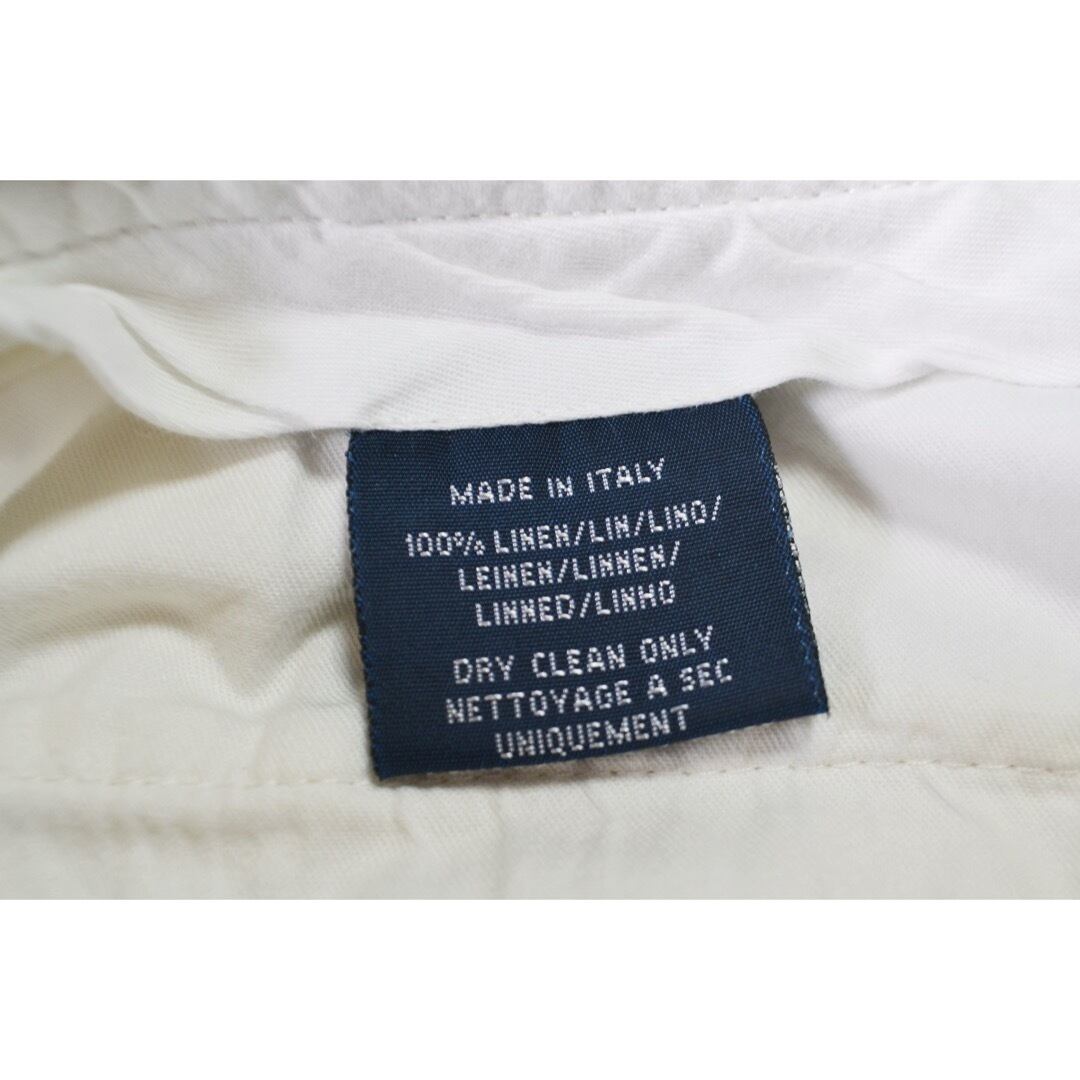 MADE IN ITALY
100% LINEN/LIN/LINO/
LEINEN/LINNEN/
LINNED/LINHO
DRY CLEAN ONLY
NETTOYAGE A SEC
UNIQUEMENT